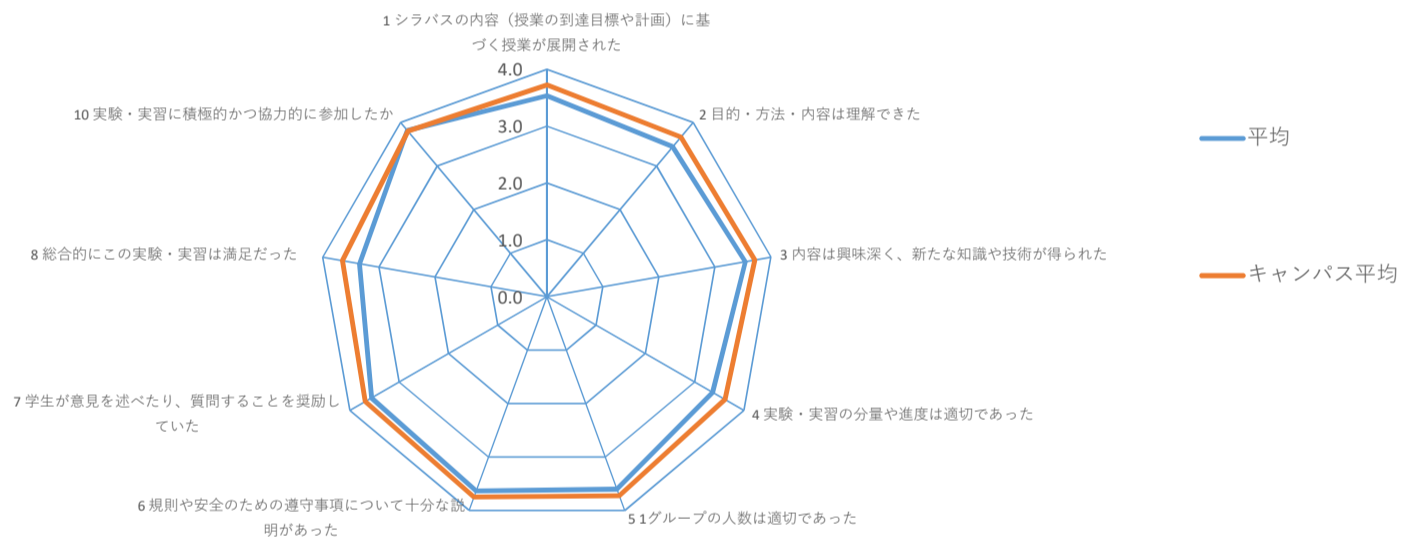 1 シラバスの内容（授業の到達目標や計画）に基
づく授業が展開された
4.0
3.0
2.0
1.0
0.0
2 目的・方法・内容は理解できた
3 内容は興味深く、新たな知識や技術が得られた
4 実験・実習の分量や進度は適切であった
5 1グループの人数は適切であった
6 規則や安全のための遵守事項について十分な説
明があった
7 学生が意見を述べたり、質問することを奨励し
ていた
8 総合的にこの実験・実習は満足だった
10 実験・実習に積極的かつ協力的に参加したか
平均
キャンパス平均